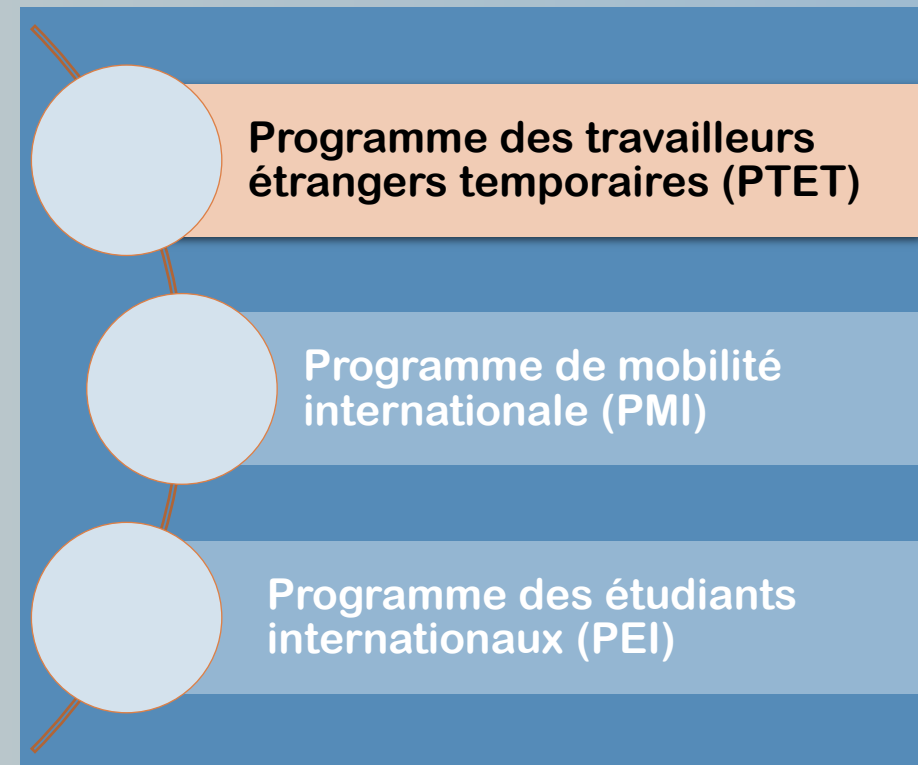 Programme des travailleurs
étrangers temporaires (PTET)
Programme de mobilité
internationale (PMI)
Programme des étudiants
internationaux (PEI)